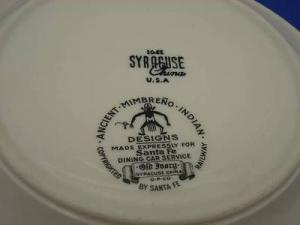 SYRACUSE
China
U.S.A
· ANCIENT · MIMBREÑO · INDIAN ·
DESIGNS
MADE EXPRESSLY FOR
Santa Fe
DINING CAR SERVICE
Old Ivory
SYRACUSE CHINA
O.P.CO
COPYRIGHTED BY SANTA FE RAILWAY